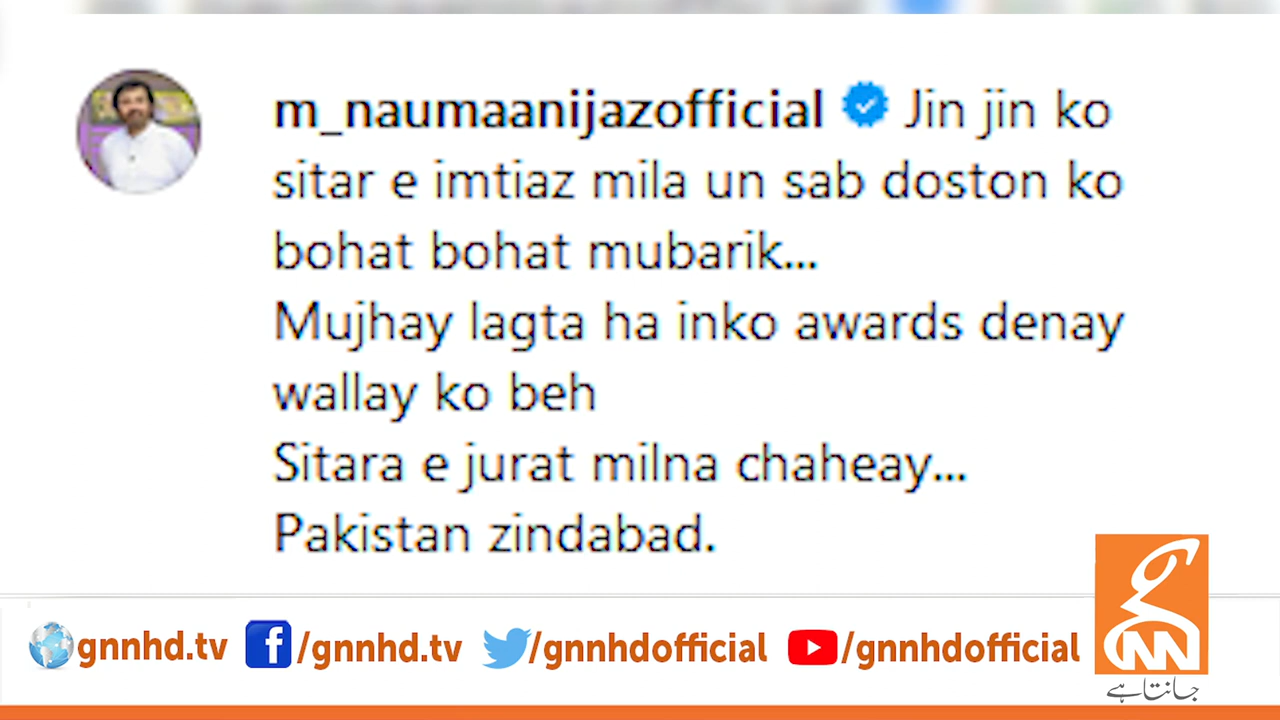 m_naumaanijazofficial Jin jin ko
sitar e imtiaz mila un sab doston ko
bohat bohat mubarik...
Mujhay lagta ha inko awards denay
wallay ko beh
Sitara e jurat milna chaheay...
Pakistan zindabad.
gnnhd.tv /gnnhd.tv /gnnhdofficial /gnnhdofficial
GNN
جانتا ہے